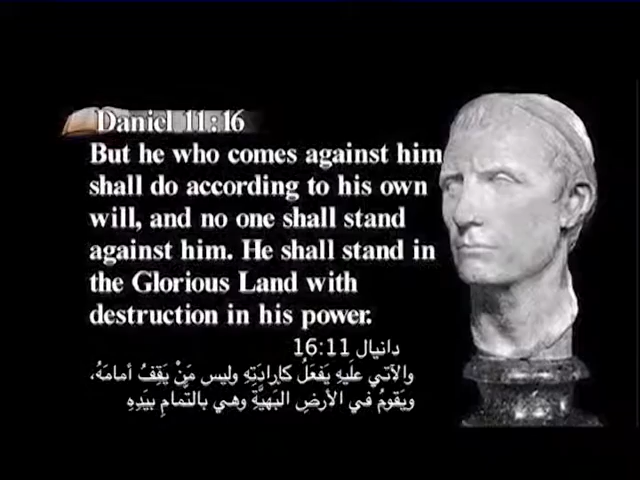 Daniel 11:16
But he who comes against him
shall do according to his own
will, and no one shall stand
against him. He shall stand in
the Glorious Land with
destruction in his power.
دانيال 16:11
والآتي علَيهِ يَفعَلُ كإرادَتِهِ وليس مَنْ يَقِفُ أمامَهُ،
ويَقومُ في الأرضِ البَهيَّةِ وهي بالتَّمامِ بيَدِهِ